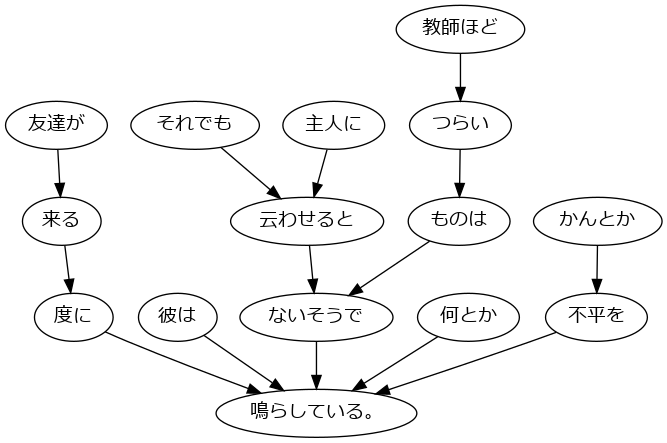 教師ほど
友達が
それでも
主人に
つらい
来る
云わせると
ものは
かんとか
度に
彼は
ないそうで
何とか
不平を
鳴らしている。